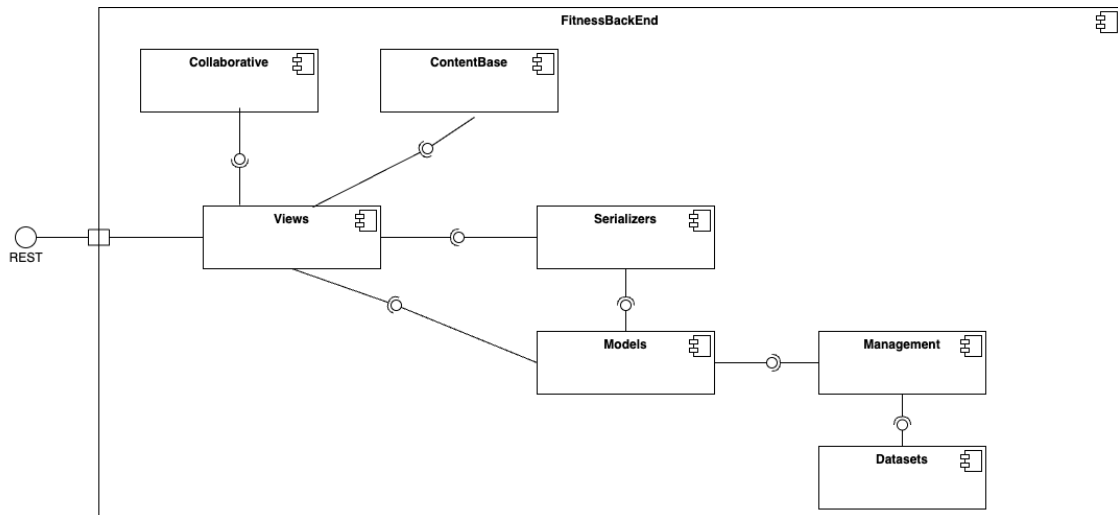 FitnessBackEnd
Collaborative
ContentBase
Views
Serializers
REST
Models
Management
Datasets